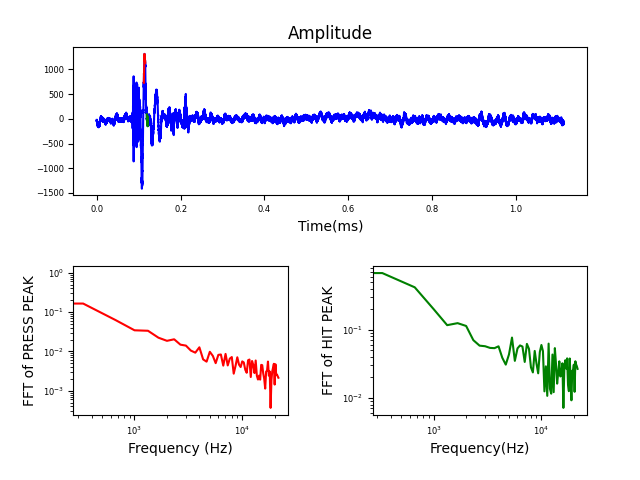 Amplitude
1000
500
0
−500
−1000
−1500
0.0 0.2 0.4 0.6 0.8 1.0
Time(ms)
FFT of PRESS PEAK
10⁰
10⁻¹
10⁻²
10⁻³
10³ 10⁴
Frequency (Hz)
FFT of HIT PEAK
10⁻¹
10⁻²
10³ 10⁴
Frequency(Hz)